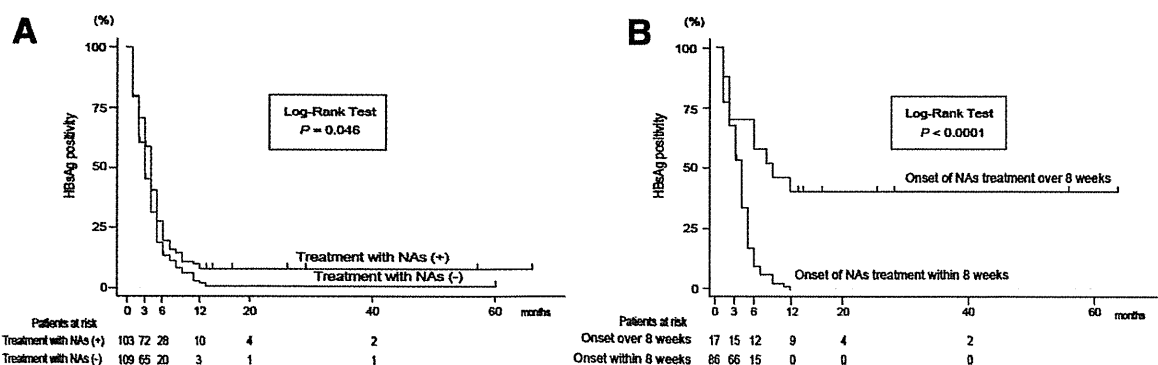 A
(%)
100
75
50
25
0
HBsAg positivity
Log-Rank Test
P = 0.046
Treatment with NAs (+)
Treatment with NAs (-)
0 3 6 12 20 40 60 months
Patients at risk
Treatment with NAs (+) 103 72 28 10 4 2
Treatment with NAs (-) 109 65 20 3 1 1
B
(%)
100
75
50
25
0
HBsAg positivity
Log-Rank Test
P < 0.0001
Onset of NAs treatment over 8 weeks
Onset of NAs treatment within 8 weeks
0 3 6 12 20 40 60 months
Patients at risk
Onset over 8 weeks 17 15 12 9 4 2
Onset within 8 weeks 86 66 15 0 0 0